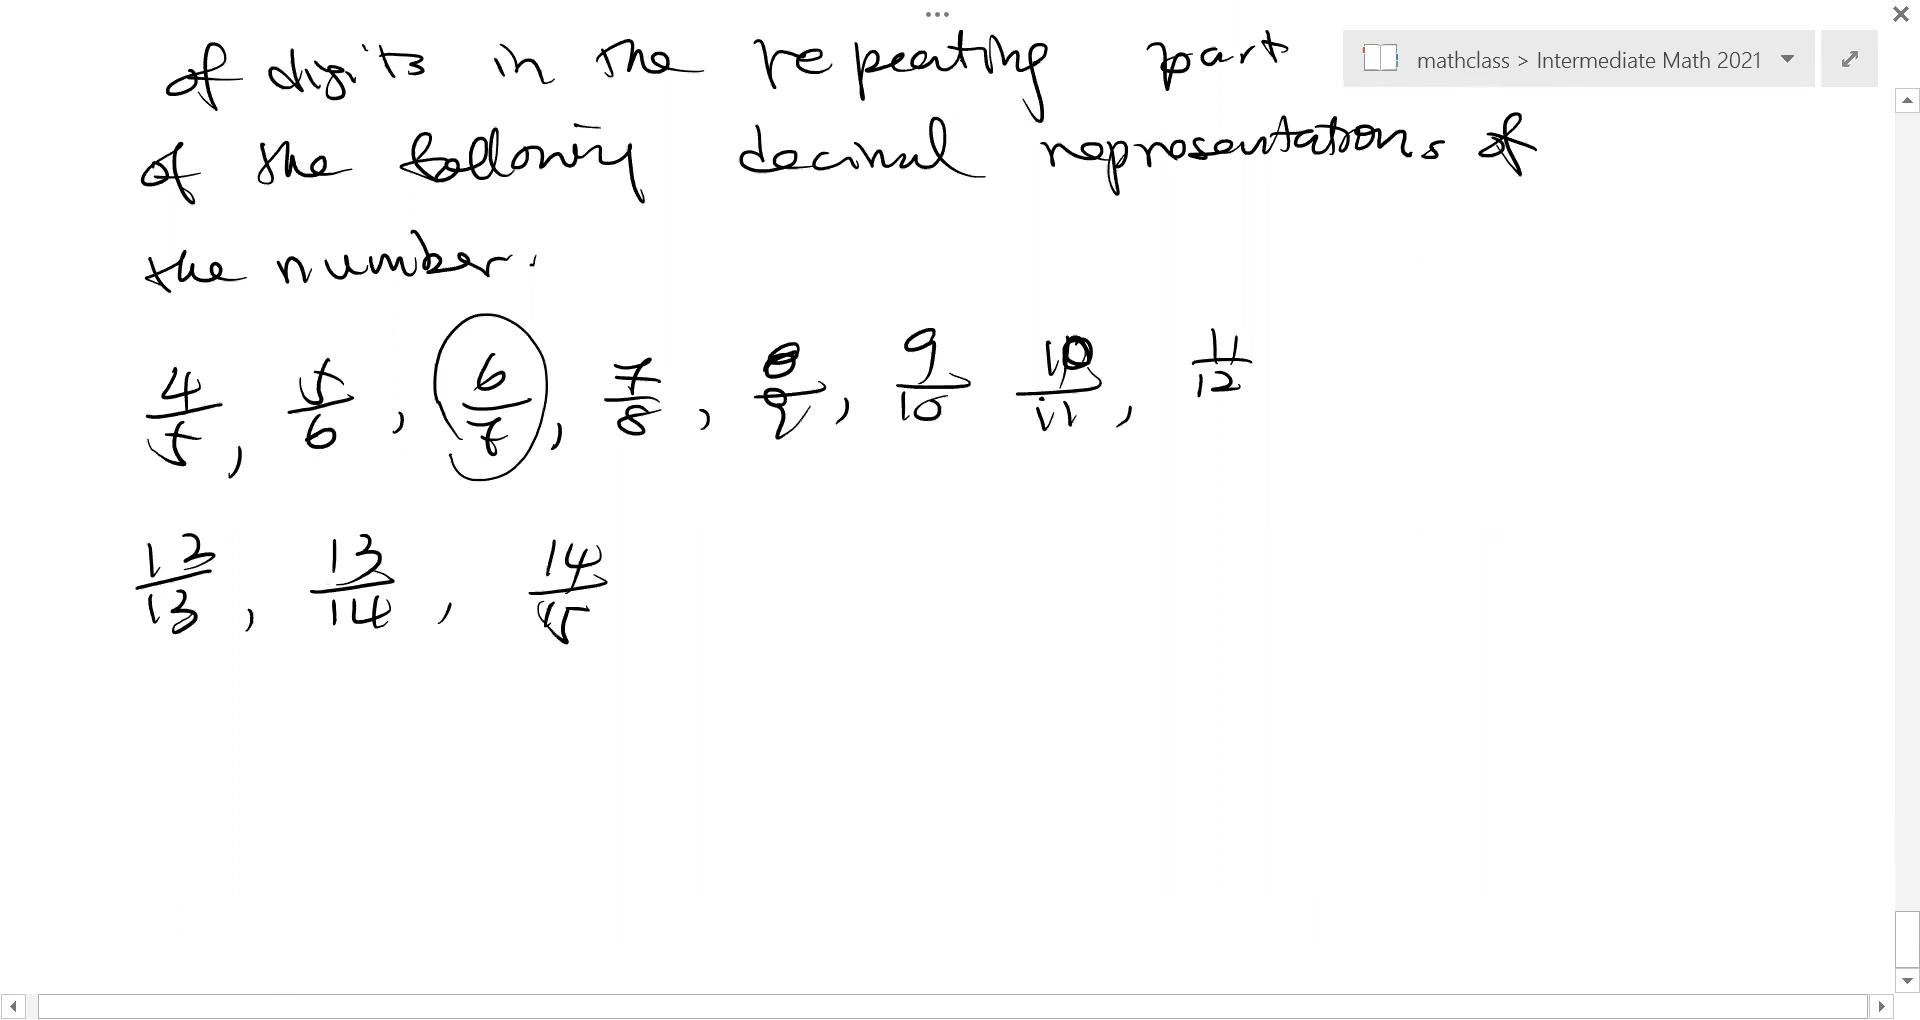 ...
of digits in the repeating part
mathclass > Intermediate Math 2021
of the following decimal representations of
the number.
4/5, 5/6, 6/7, 7/8, 8/9, 9/10 10/11, 11/12
12/13, 13/14, 14/15